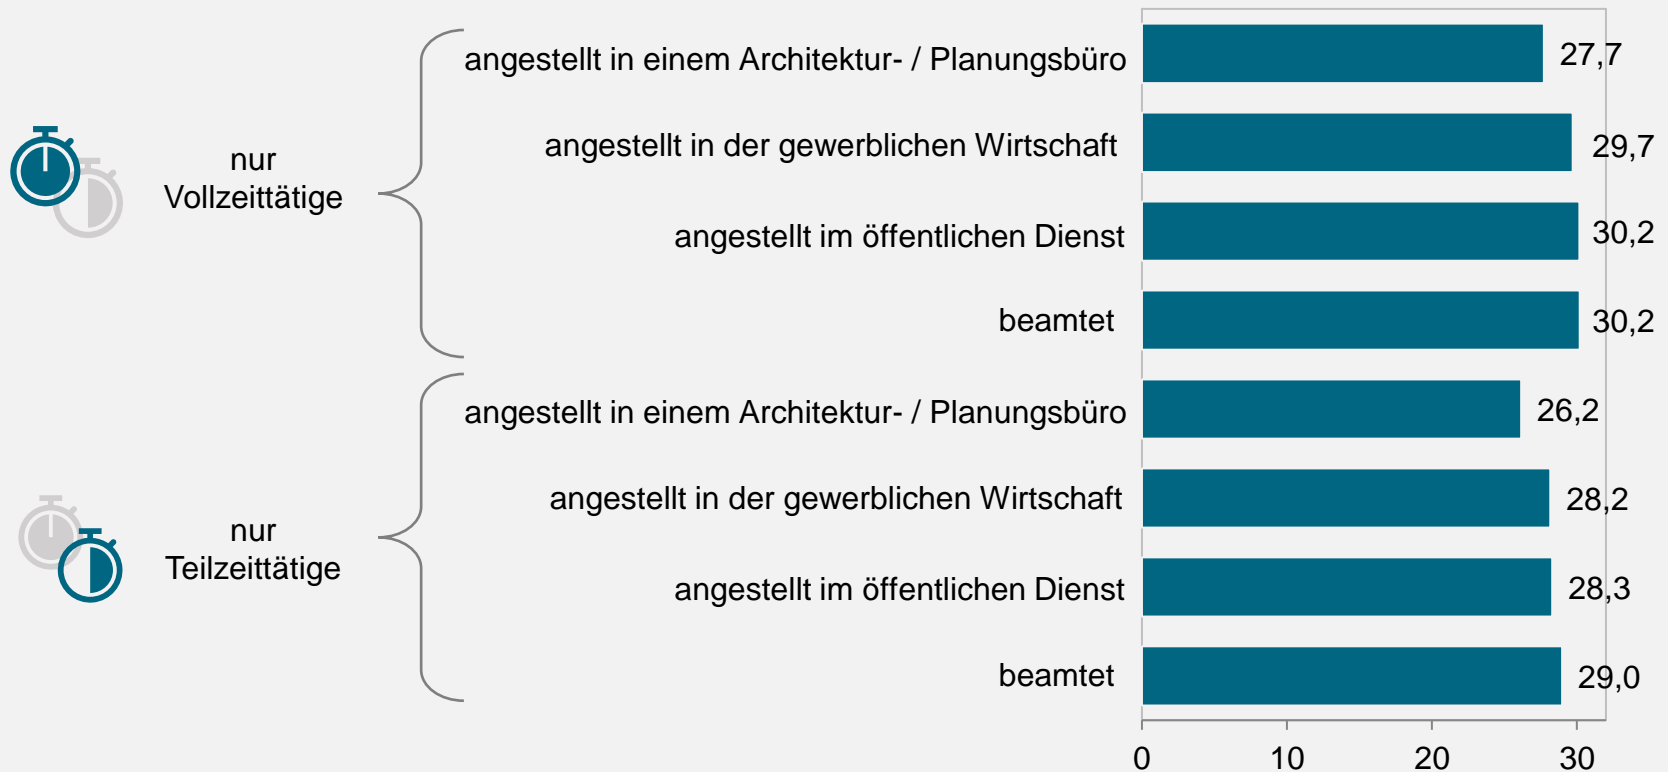 nur
Vollzeittätige
angestellt in einem Architektur- / Planungsbüro 27,7
angestellt in der gewerblichen Wirtschaft 29,7
angestellt im öffentlichen Dienst 30,2
beamtet 30,2
nur
Teilzeittätige
angestellt in einem Architektur- / Planungsbüro 26,2
angestellt in der gewerblichen Wirtschaft 28,2
angestellt im öffentlichen Dienst 28,3
beamtet 29,0
0 10 20 30